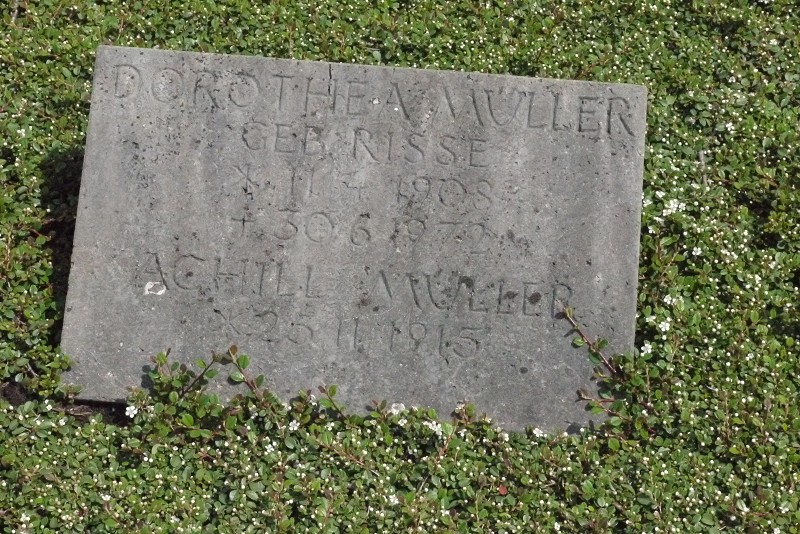 DOROTHEA MÜLLER
GEB. RISSE
* 11 4 1908
+ 30 6 1972
ACHILL MÜLLER
* 25 11 1915